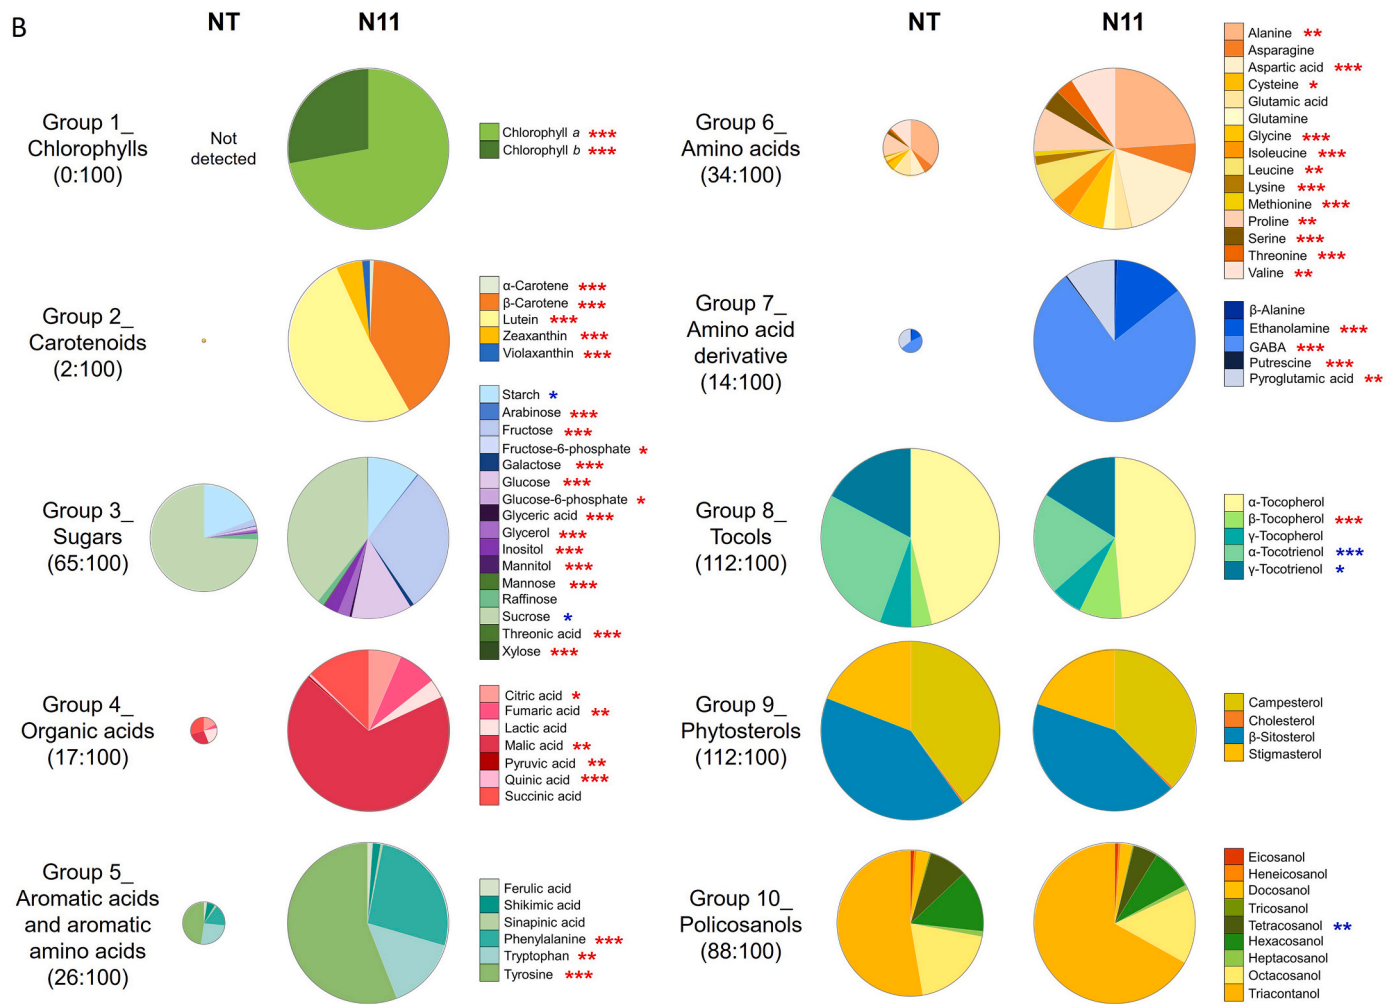 B
NT
N11
Group 1_
Chlorophylls
(0:100)
Not
detected
Chlorophyll a ***
Chlorophyll b ***
Group 2_
Carotenoids
(2:100)
α-Carotene ***
β-Carotene ***
Lutein ***
Zeaxanthin ***
Violaxanthin ***
Group 3_
Sugars
(65:100)
Starch *
Arabinose ***
Fructose ***
Fructose-6-phosphate *
Galactose ***
Glucose ***
Glucose-6-phosphate *
Glyceric acid ***
Glycerol ***
Inositol ***
Mannitol ***
Mannose ***
Raffinose
Sucrose *
Threonic acid ***
Xylose ***
Group 4_
Organic acids
(17:100)
Citric acid *
Fumaric acid **
Lactic acid
Malic acid **
Pyruvic acid **
Quinic acid ***
Succinic acid
Group 5_
Aromatic acids
and aromatic
amino acids
(26:100)
Ferulic acid
Shikimic acid
Sinapinic acid
Phenylalanine ***
Tryptophan **
Tyrosine ***
NT
N11
Group 6_
Amino acids
(34:100)
Alanine **
Asparagine
Aspartic acid ***
Cysteine *
Glutamic acid
Glutamine
Glycine ***
Isoleucine ***
Leucine **
Lysine ***
Methionine ***
Proline **
Serine ***
Threonine ***
Valine **
Group 7_
Amino acid
derivative
(14:100)
β-Alanine
Ethanolamine ***
GABA ***
Putrescine ***
Pyroglutamic acid **
Group 8_
Tocols
(112:100)
α-Tocopherol
β-Tocopherol ***
γ-Tocopherol
α-Tocotrienol ***
γ-Tocotrienol *
Group 9_
Phytosterols
(112:100)
Campesterol
Cholesterol
β-Sitosterol
Stigmasterol
Group 10_
Policosanols
(88:100)
Eicosanol
Heneicosanol
Docosanol
Tricosanol
Tetracosanol **
Hexacosanol
Heptacosanol
Octacosanol
Triacontanol